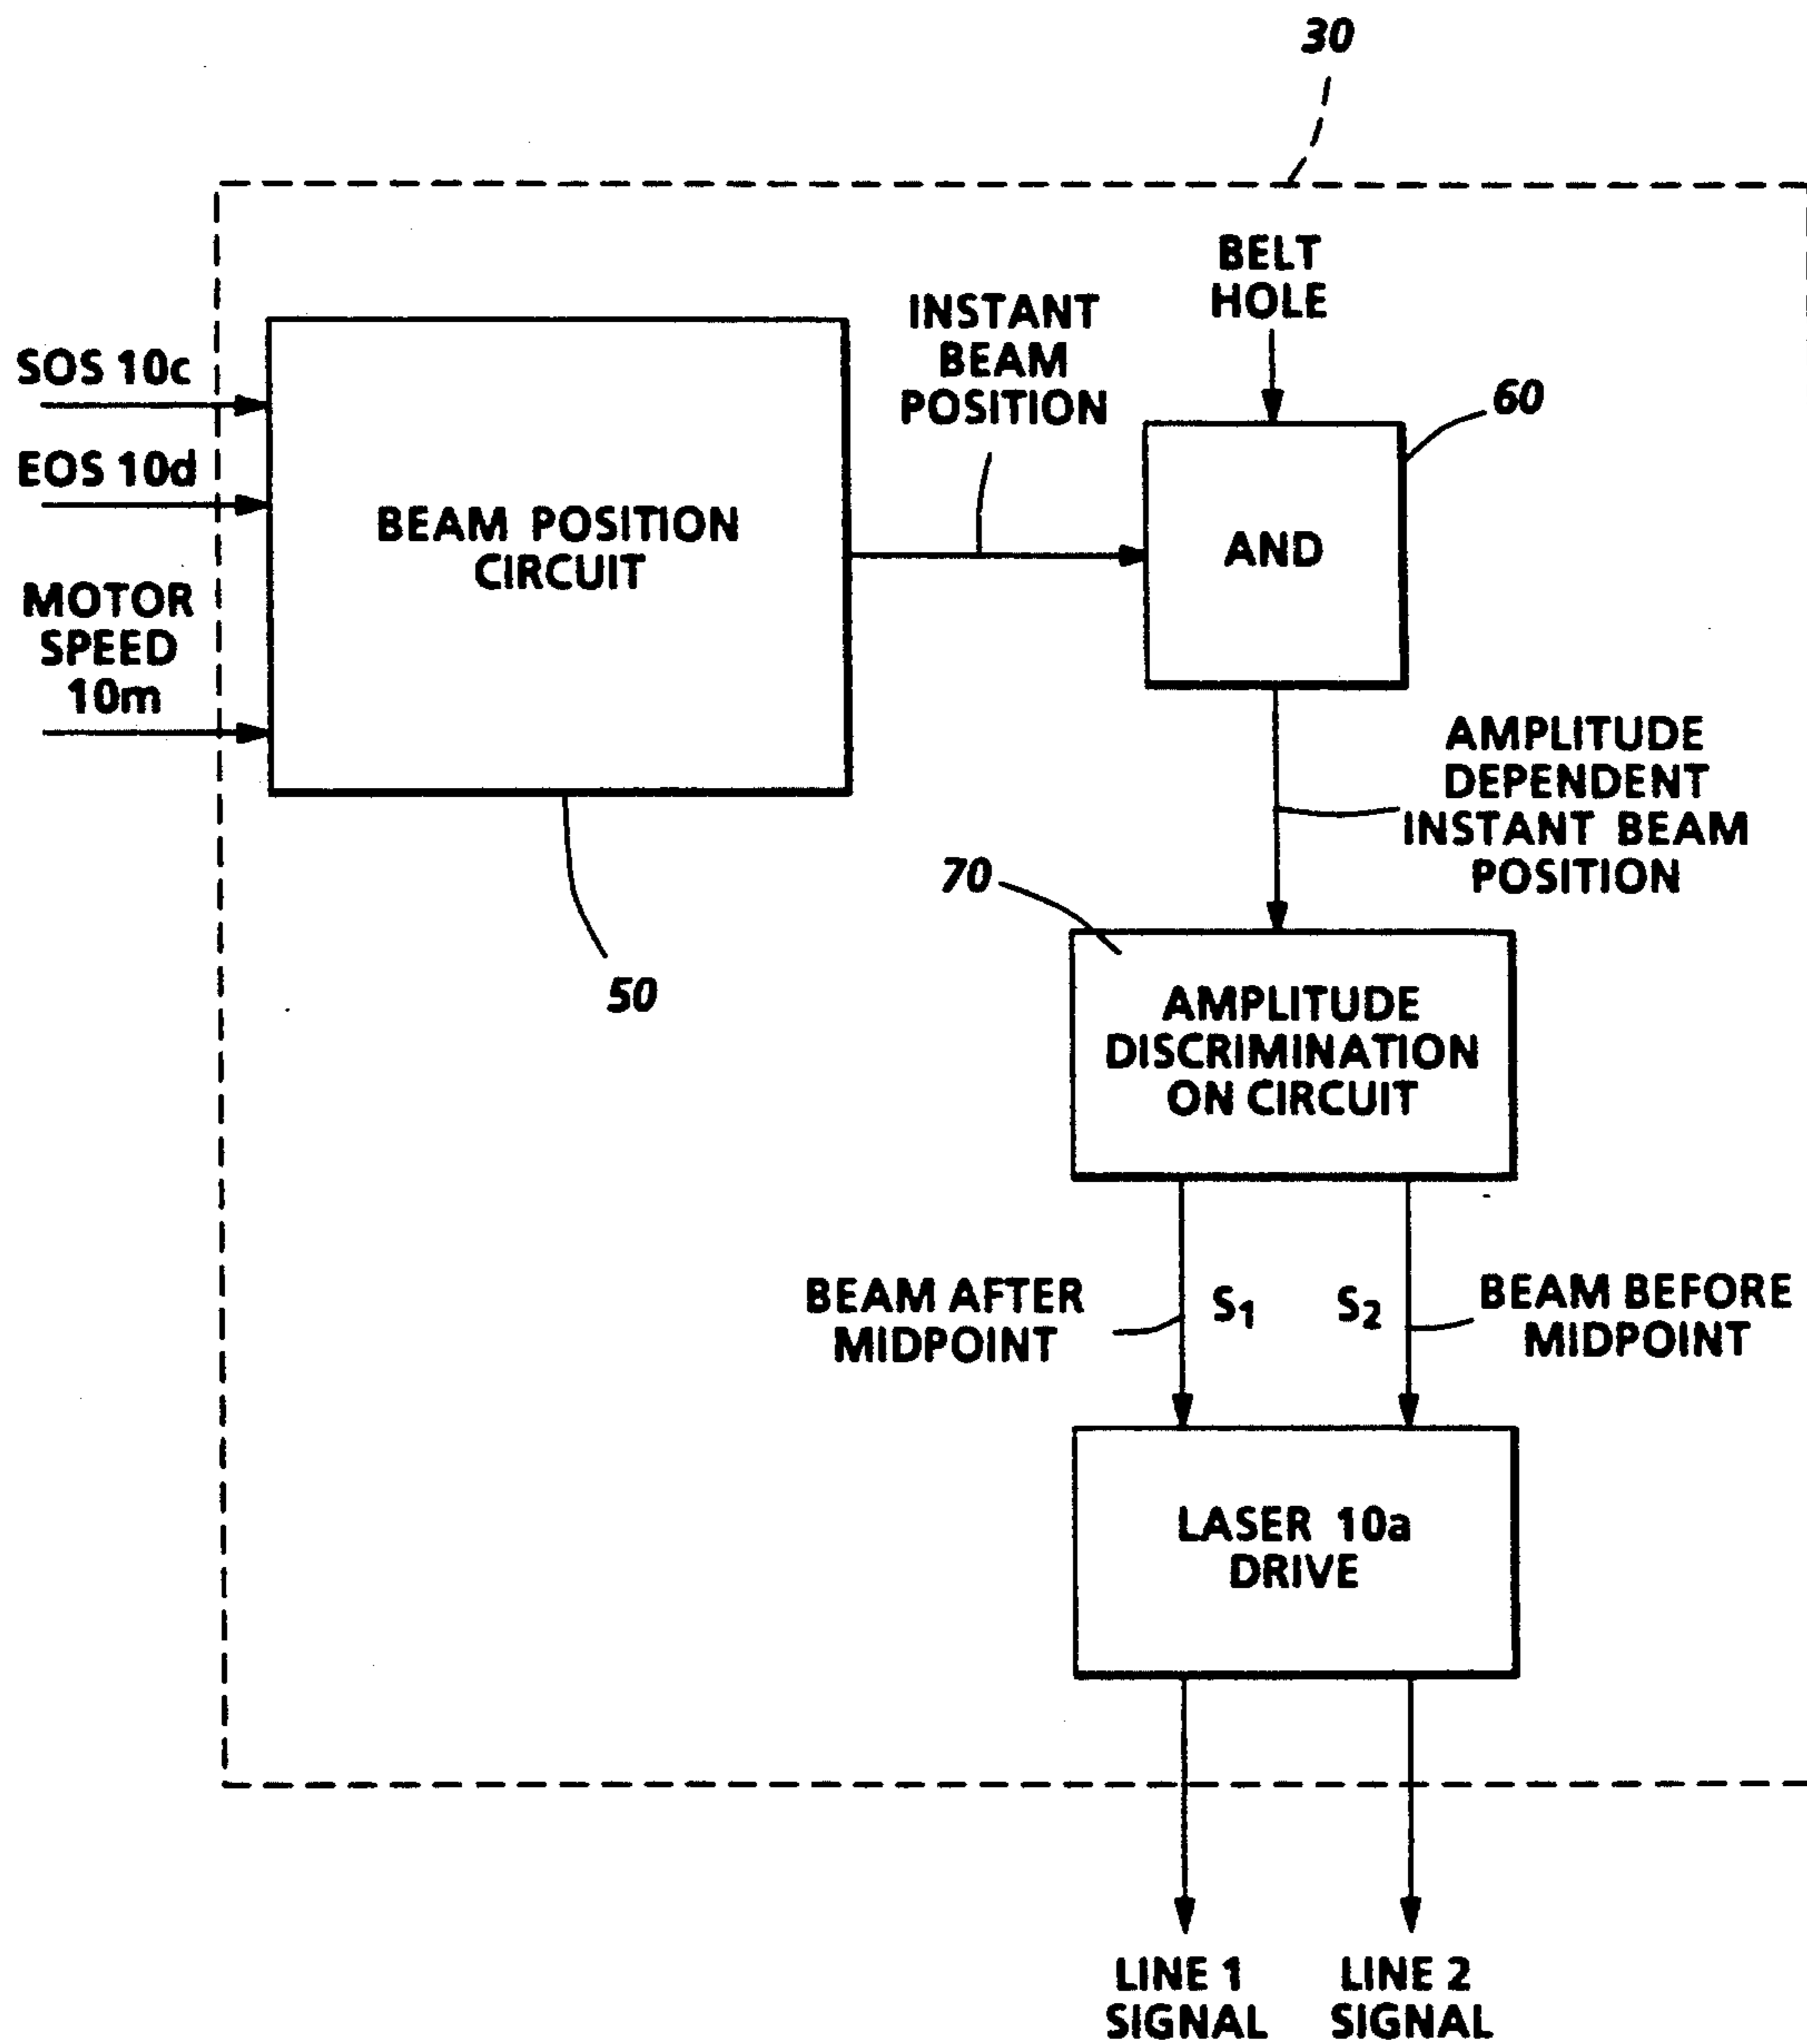 30
BELT
HOLE
INSTANT
BEAM
POSITION
SOS 10c
EOS 10d
MOTOR
SPEED
10m
BEAM POSITION
CIRCUIT
60
AND
AMPLITUDE
DEPENDENT
INSTANT BEAM
POSITION
70
50
AMPLITUDE
DISCRIMINATION
ON CIRCUIT
BEAM AFTER
MIDPOINT
S1
S2
BEAM BEFORE
MIDPOINT
LASER 10a
DRIVE
LINE 1
SIGNAL
LINE 2
SIGNAL